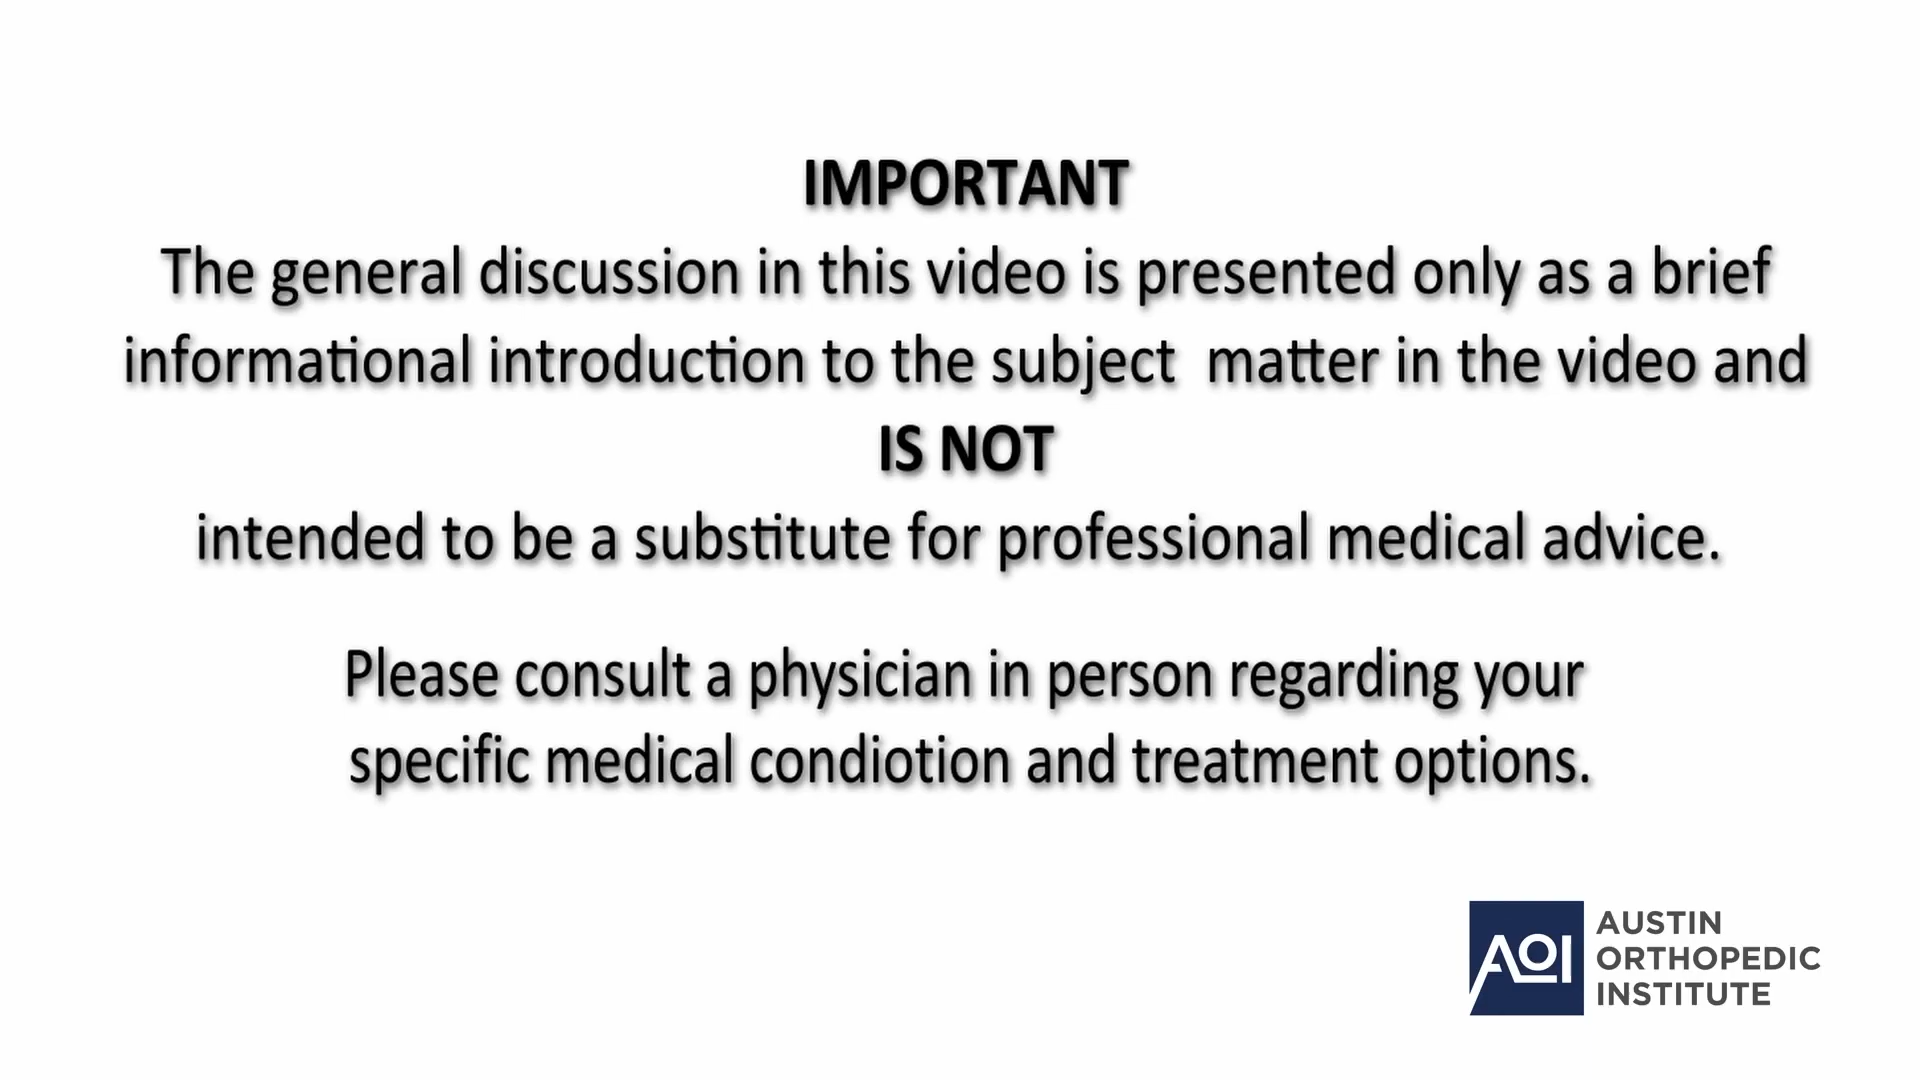 IMPORTANT
The general discussion in this video is presented only as a brief
informational introduction to the subject  matter in the video and
IS NOT
intended to be a substitute for professional medical advice.
Please consult a physician in person regarding your
specific medical condiotion and treatment options.
AOI
AUSTIN
ORTHOPEDIC
INSTITUTE